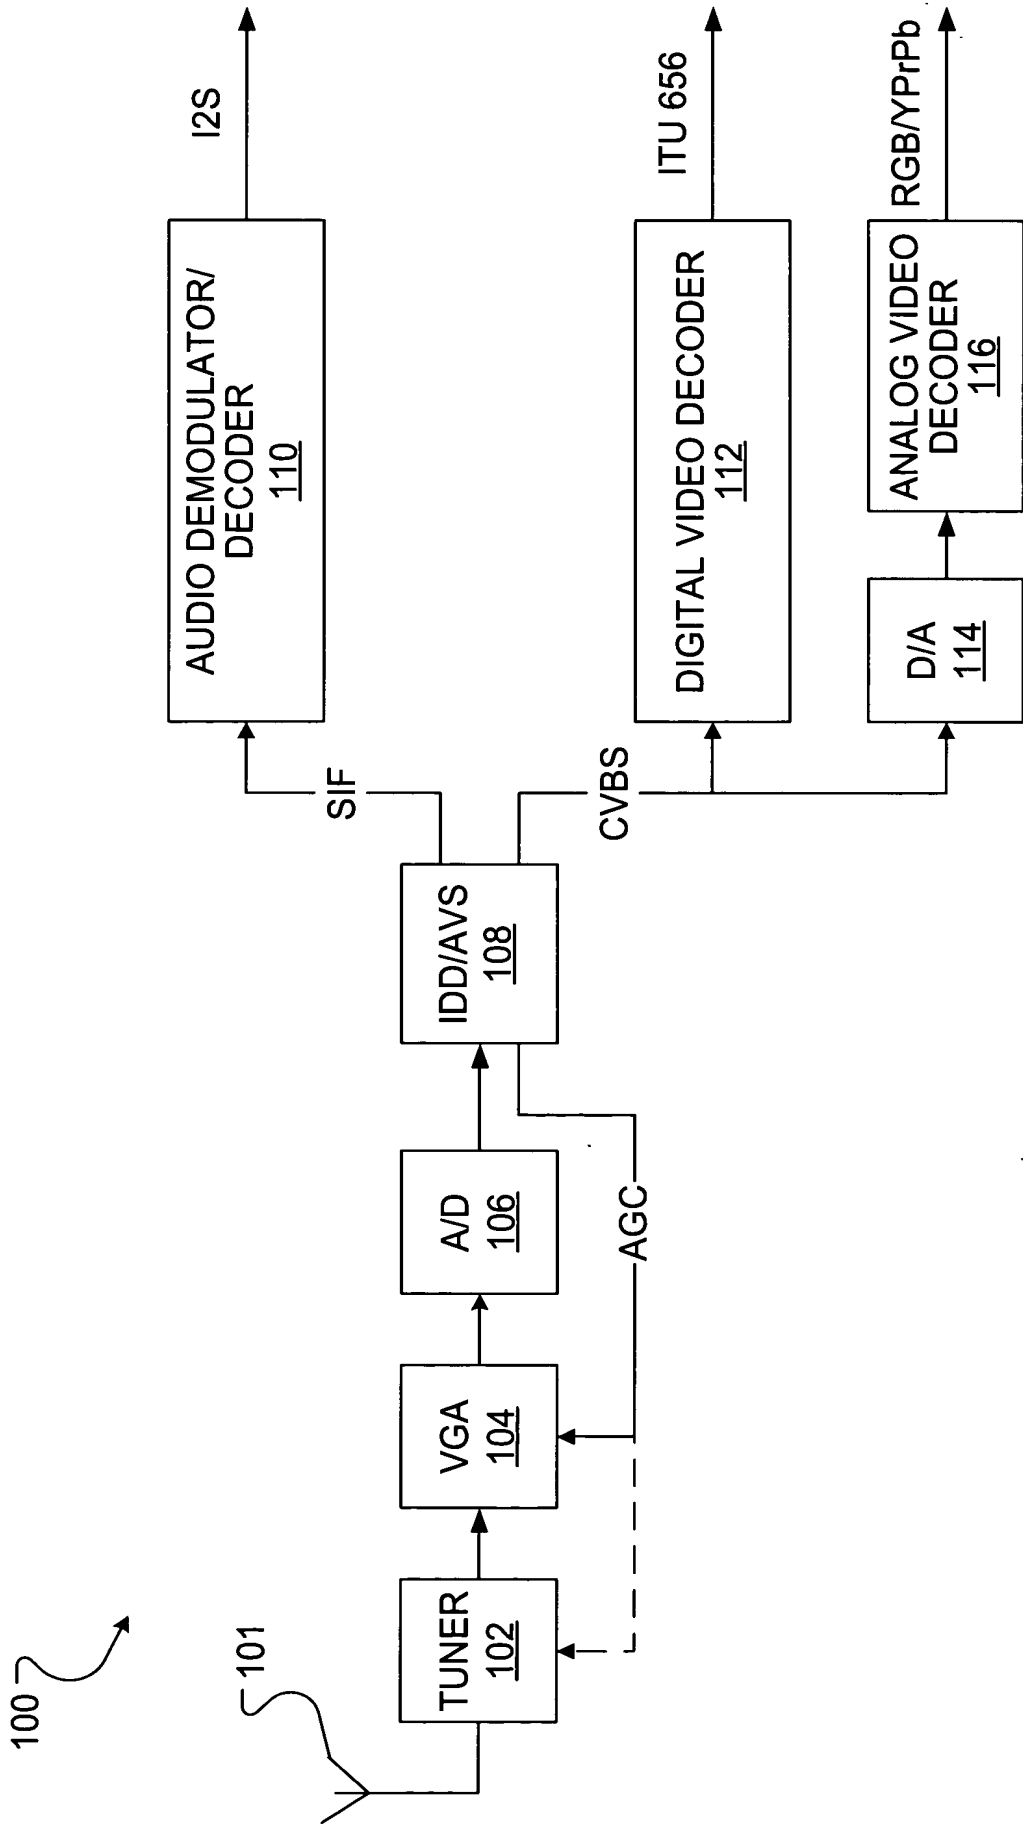 100
101
TUNER
102
VGA
104
A/D
106
IDD/AVS
108
AGC
SIF
CVBS
AUDIO DEMODULATOR/
DECODER
110
I2S
DIGITAL VIDEO DECODER
112
ITU 656
D/A
114
ANALOG VIDEO
DECODER
116
RGB/YPrPb